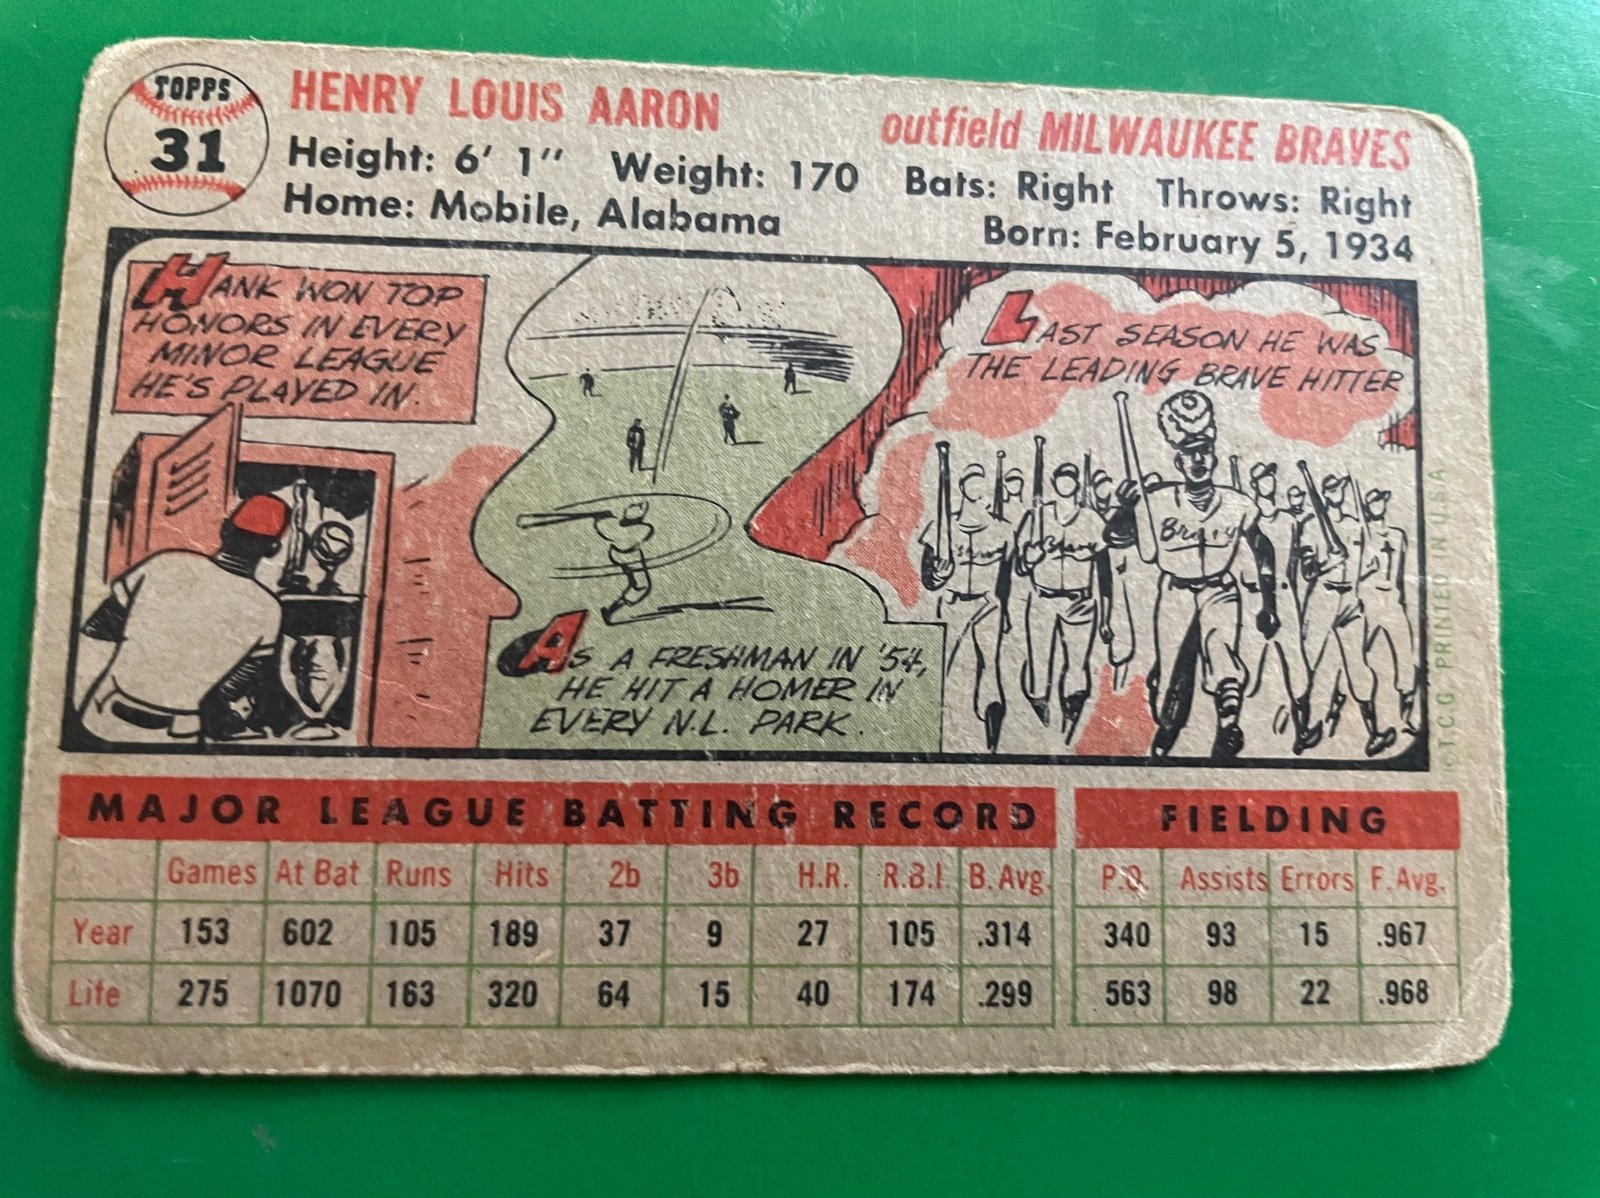 TOPPS
31
HENRY LOUIS AARON
outfield MILWAUKEE BRAVES
Height: 6' 1" Weight: 170 Bats: Right Throws: Right
Home: Mobile, Alabama
Born: February 5, 1934
HANK WON TOP
HONORS IN EVERY
MINOR LEAGUE
HE'S PLAYED IN.
AS A FRESHMAN IN '54,
HE HIT A HOMER IN
EVERY N.L. PARK.
LAST SEASON HE WAS
THE LEADING BRAVE HITTER
Braves
©T.C.G. PRINTED IN U.S.A.
MAJOR LEAGUE BATTING RECORD
Games At Bat Runs Hits 2b 3b H.R. R.B.I. B. Avg.
Year 153 602 105 189 37 9 27 105 .314
Life 275 1070 163 320 64 15 40 174 .299
FIELDING
P.O. Assists Errors F. Avg.
340 93 15 .967
563 98 22 .968